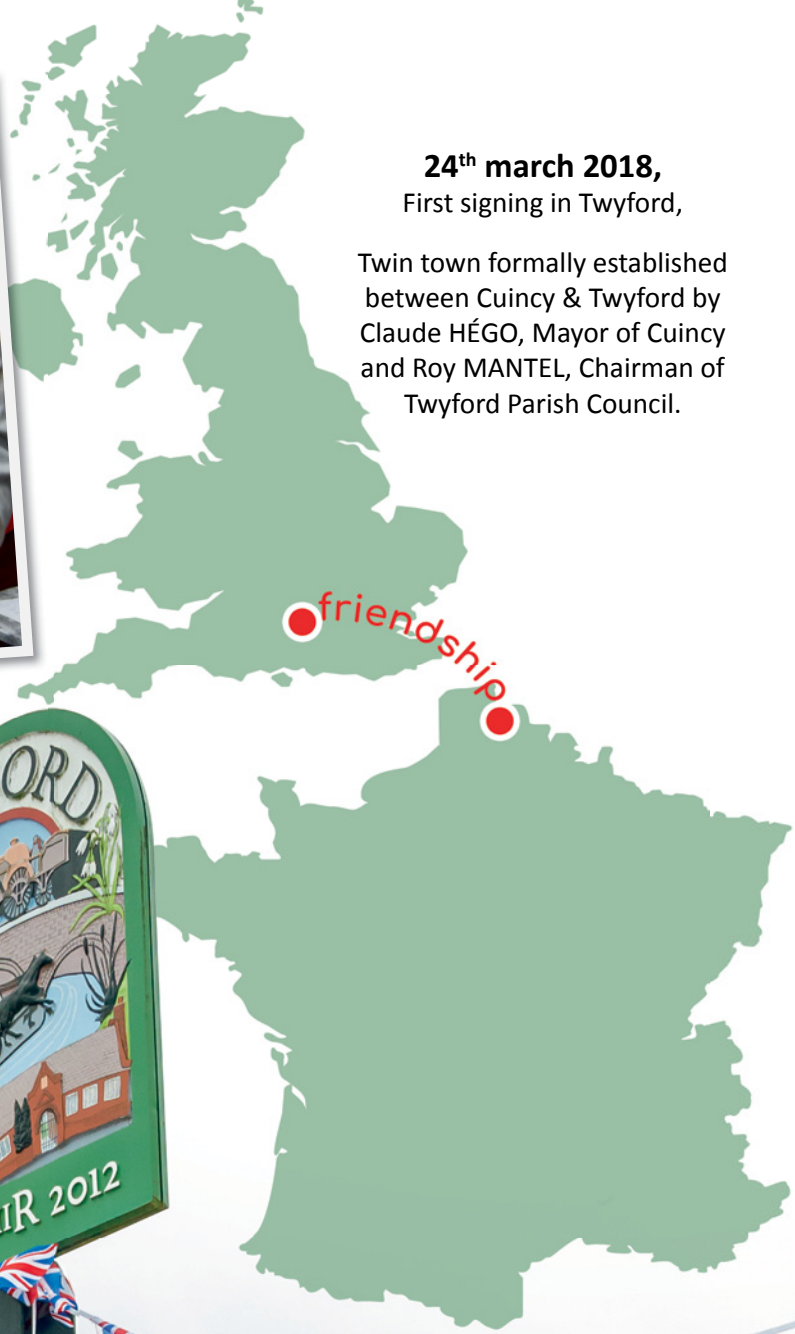 24th march 2018,
First signing in Twyford,
Twin town formally established
between Cuincy & Twyford by
Claude HÉGO, Mayor of Cuincy
and Roy MANTEL, Chairman of
Twyford Parish Council.
friendship
ORD
IIR 2012